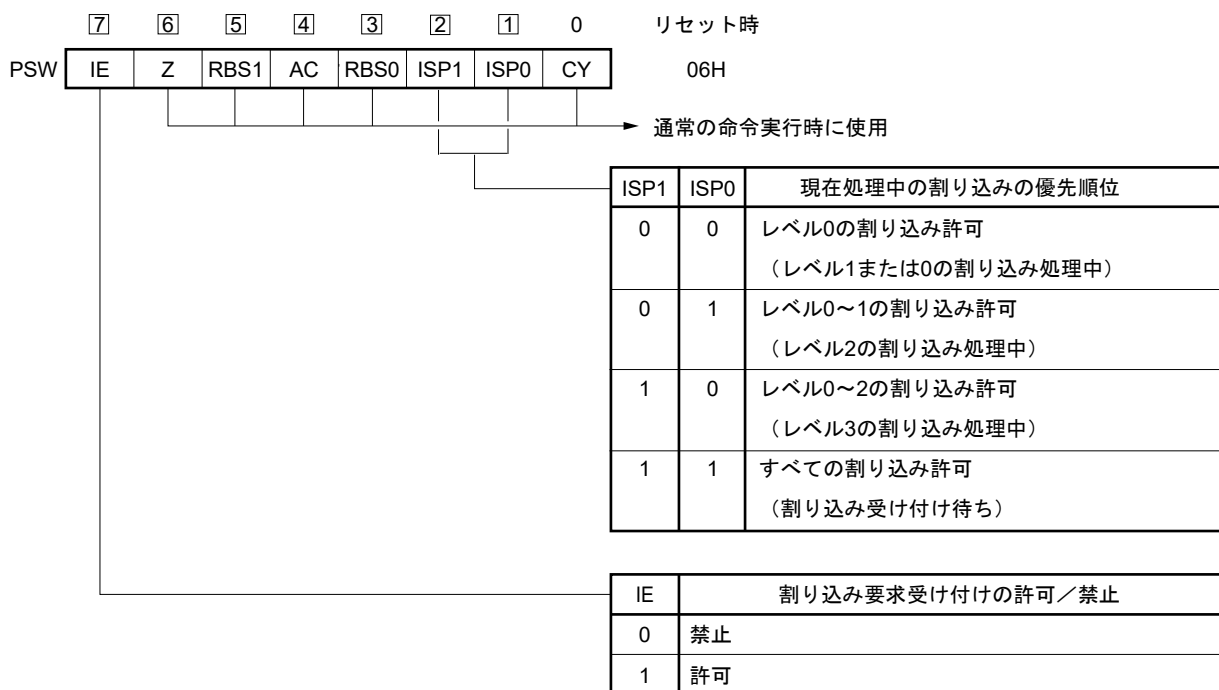 7 6 5 4 3 2 1 0 リセット時
PSW IE Z RBS1 AC RBS0 ISP1 ISP0 CY 06H
通常の命令実行時に使用
ISP1 ISP0 現在処理中の割り込みの優先順位
0 0 レベル0の割り込み許可
（レベル1または0の割り込み処理中）
0 1 レベル0～1の割り込み許可
（レベル2の割り込み処理中）
1 0 レベル0～2の割り込み許可
（レベル3の割り込み処理中）
1 1 すべての割り込み許可
（割り込み受け付け待ち）
IE 割り込み要求受け付けの許可／禁止
0 禁止
1 許可